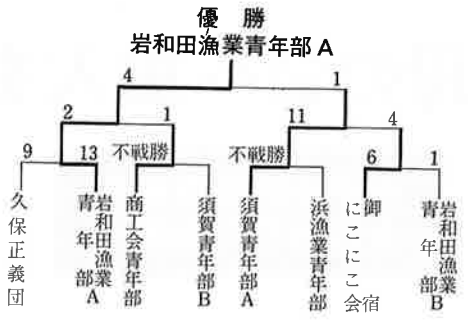 優勝
岩和田漁業青年部A
4 1
2 1 11 4
9 13 不戦勝 不戦勝 6 1
久保正義団
岩和田漁業
青年部A
商工会青年部
須賀青年部B
須賀青年部A
浜漁業青年部
御宿
にこにこ会
岩和田漁業
青年部B